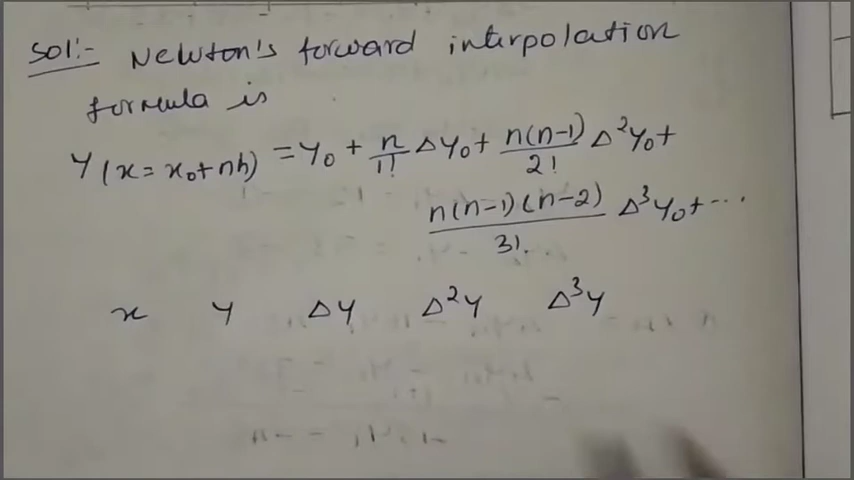 Sol:- Newton's forward interpolation
formula is
Y(x = x₀+nh) = Y₀ + n/1! ΔY₀ + n(n-1)/2! Δ²Y₀ +
n(n-1)(n-2)/3! Δ³Y₀ + ...
x Y ΔY Δ²Y Δ³Y